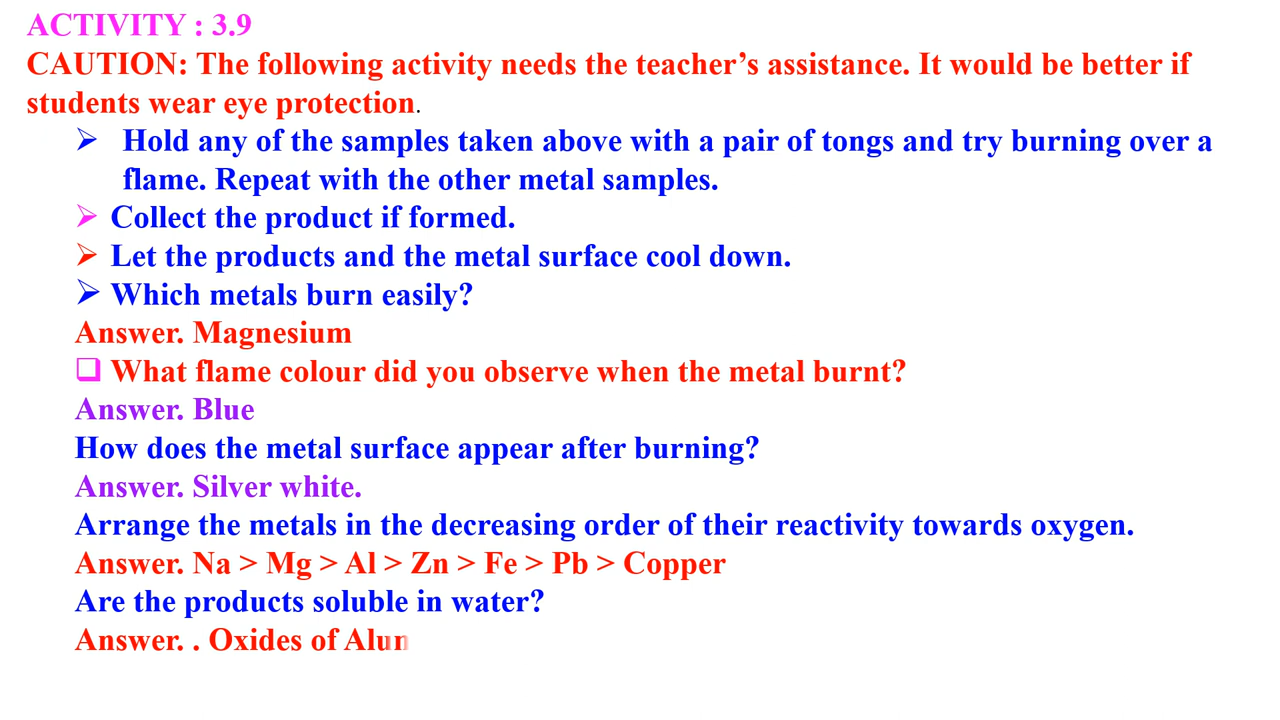 ACTIVITY : 3.9
CAUTION: The following activity needs the teacher’s assistance. It would be better if
students wear eye protection.
Hold any of the samples taken above with a pair of tongs and try burning over a
flame. Repeat with the other metal samples.
Collect the product if formed.
Let the products and the metal surface cool down.
Which metals burn easily?
Answer. Magnesium
What flame colour did you observe when the metal burnt?
Answer. Blue
How does the metal surface appear after burning?
Answer. Silver white.
Arrange the metals in the decreasing order of their reactivity towards oxygen.
Answer. Na > Mg > Al > Zn > Fe > Pb > Copper
Are the products soluble in water?
Answer. . Oxides of